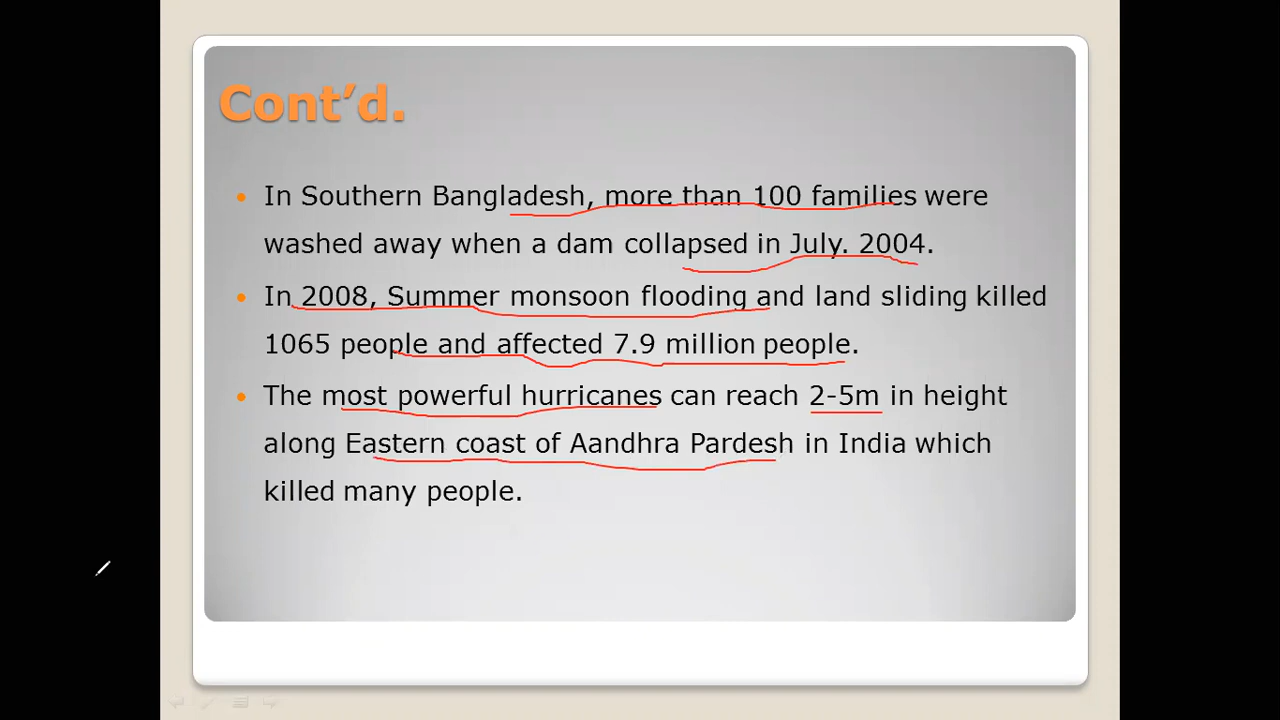 Cont’d.
In Southern Bangladesh, more than 100 families were
washed away when a dam collapsed in July. 2004.
In 2008, Summer monsoon flooding and land sliding killed
1065 people and affected 7.9 million people.
The most powerful hurricanes can reach 2-5m in height
along Eastern coast of Aandhra Pardesh in India which
killed many people.